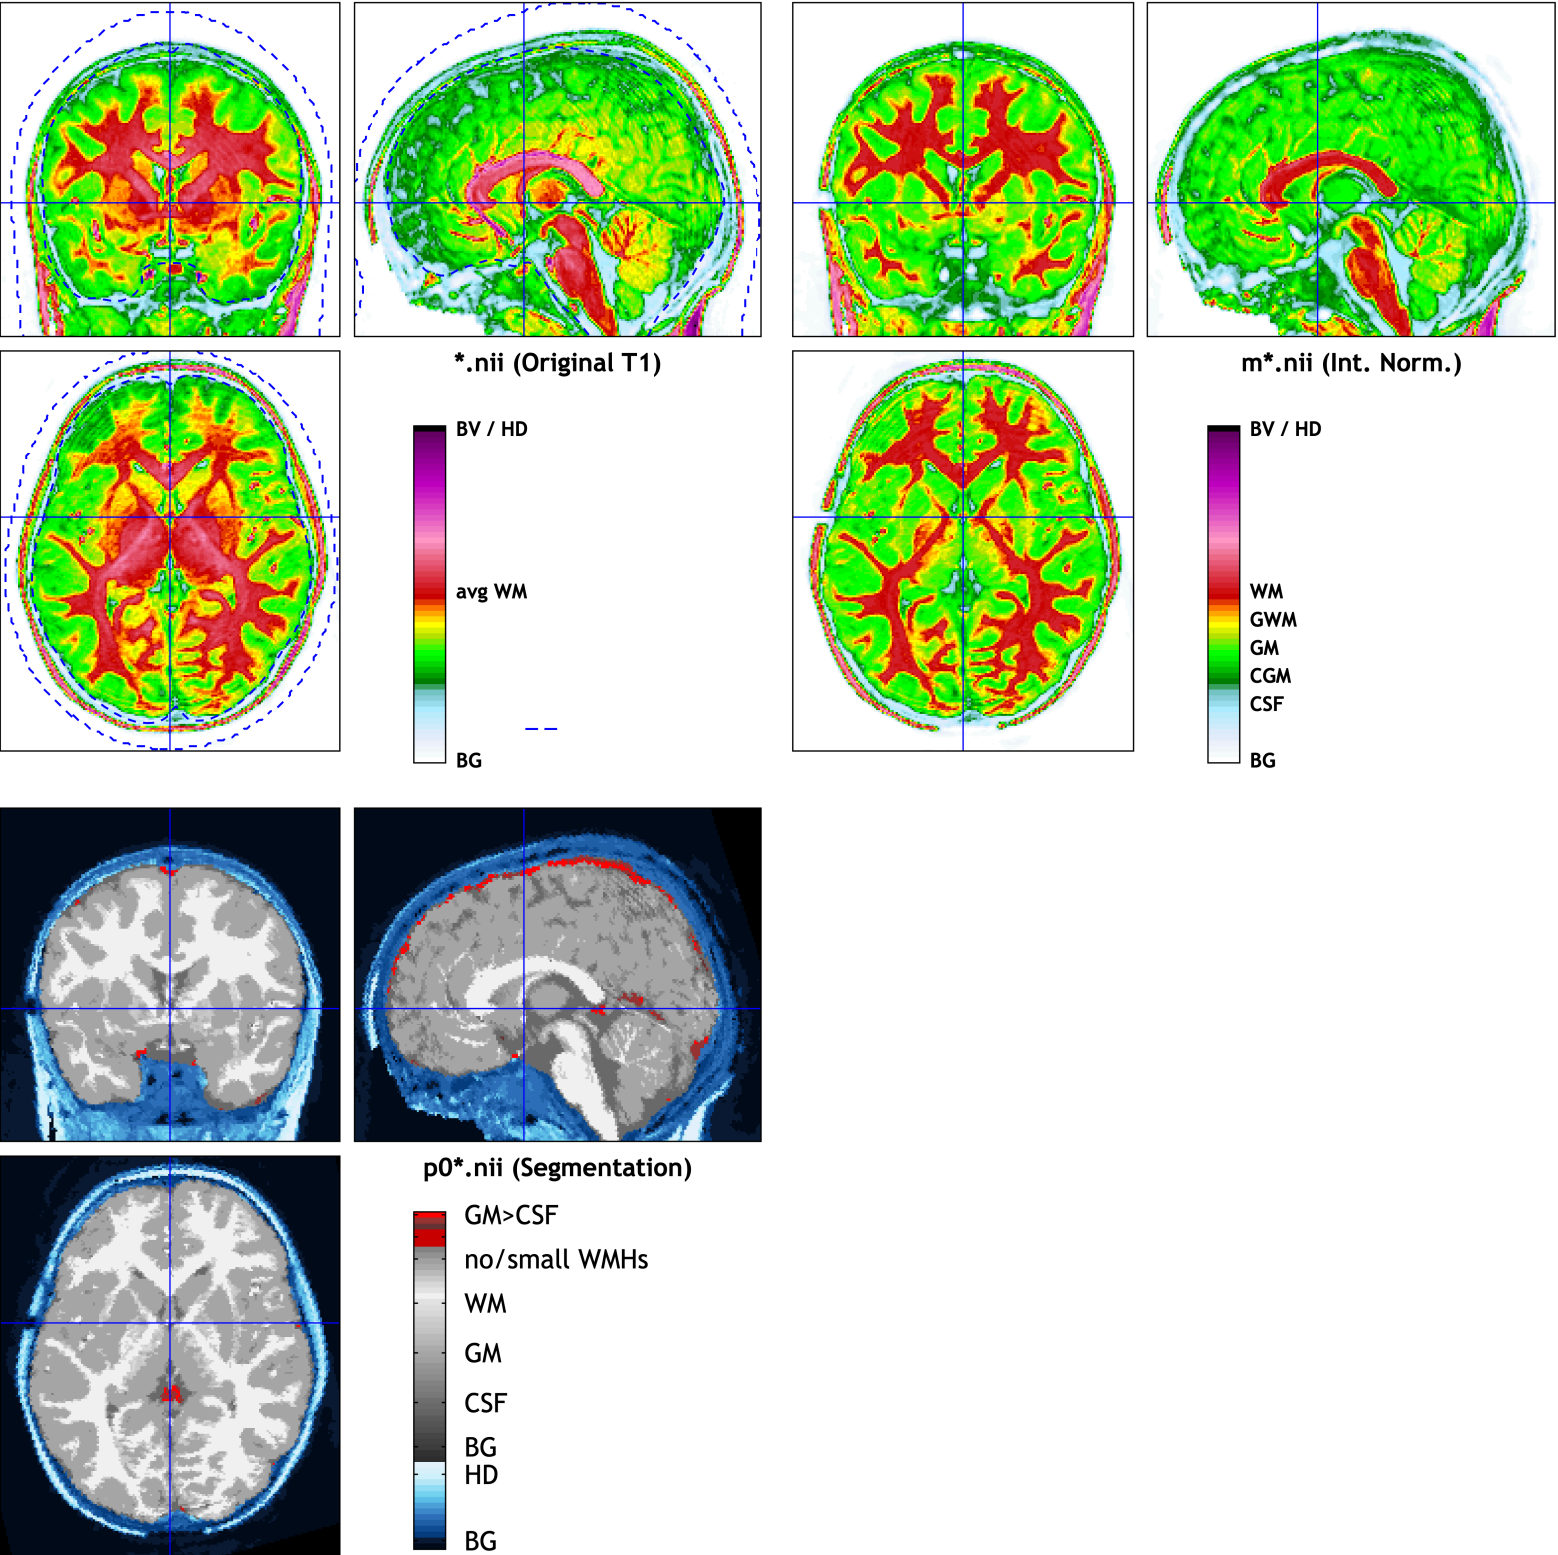 *.nii (Original T1)
BV / HD
avg WM
BG
m*.nii (Int. Norm.)
BV / HD
WM
GWM
GM
CGM
CSF
BG
p0*.nii (Segmentation)
GM>CSF
no/small WMHs
WM
GM
CSF
BG
HD
BG